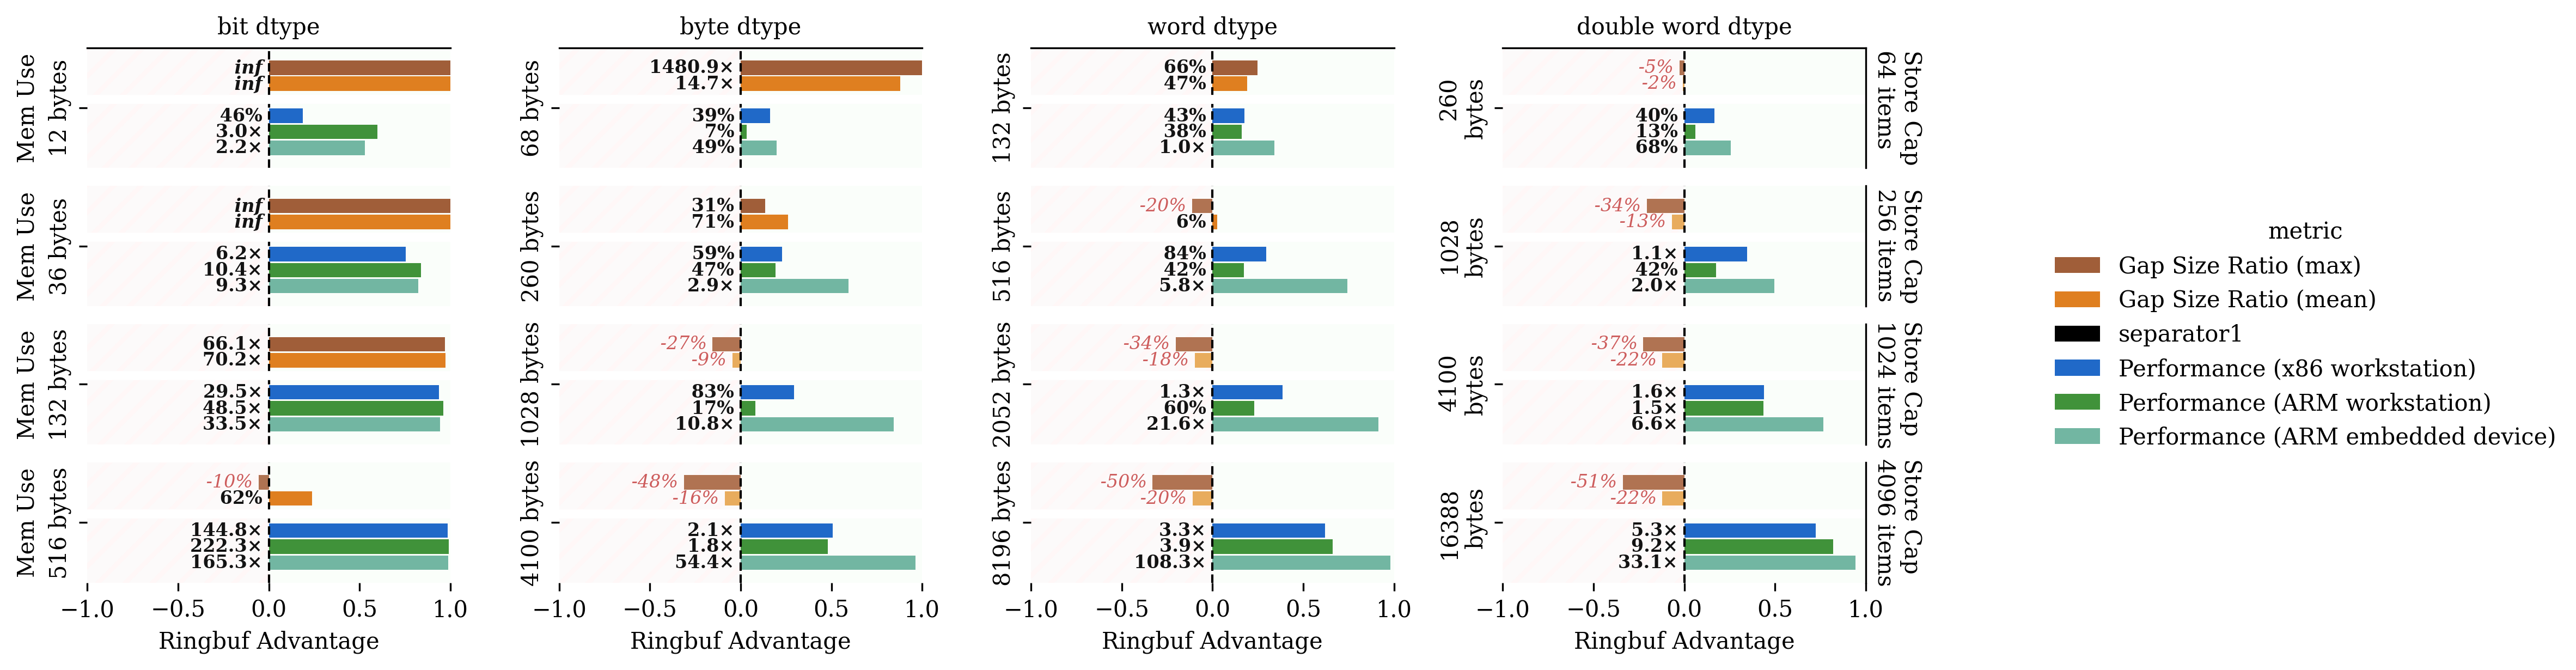 bit dtype
byte dtype
word dtype
double word dtype
Mem Use
12 bytes
inf
inf
46%
3.0×
2.2×
68 bytes
1480.9×
14.7×
39%
7%
49%
132 bytes
66%
47%
43%
38%
1.0×
260
bytes
-5%
-2%
40%
13%
68%
Store Cap
64 items
Mem Use
36 bytes
inf
inf
6.2×
10.4×
9.3×
260 bytes
31%
71%
59%
47%
2.9×
516 bytes
-20%
6%
84%
42%
5.8×
1028
bytes
-34%
-13%
1.1×
42%
2.0×
Store Cap
256 items
Mem Use
132 bytes
66.1×
70.2×
29.5×
48.5×
33.5×
1028 bytes
-27%
-9%
83%
17%
10.8×
2052 bytes
-34%
-18%
1.3×
60%
21.6×
4100
bytes
-37%
-22%
1.6×
1.5×
6.6×
Store Cap
1024 items
Mem Use
516 bytes
-10%
62%
144.8×
222.3×
165.3×
4100 bytes
-48%
-16%
2.1×
1.8×
54.4×
8196 bytes
-50%
-20%
3.3×
3.9×
108.3×
16388
bytes
-51%
-22%
5.3×
9.2×
33.1×
Store Cap
4096 items
−1.0 −0.5 0.0 0.5 1.0
−1.0 −0.5 0.0 0.5 1.0
−1.0 −0.5 0.0 0.5 1.0
−1.0 −0.5 0.0 0.5 1.0
Ringbuf Advantage
Ringbuf Advantage
Ringbuf Advantage
Ringbuf Advantage
metric
Gap Size Ratio (max)
Gap Size Ratio (mean)
separator1
Performance (x86 workstation)
Performance (ARM workstation)
Performance (ARM embedded device)